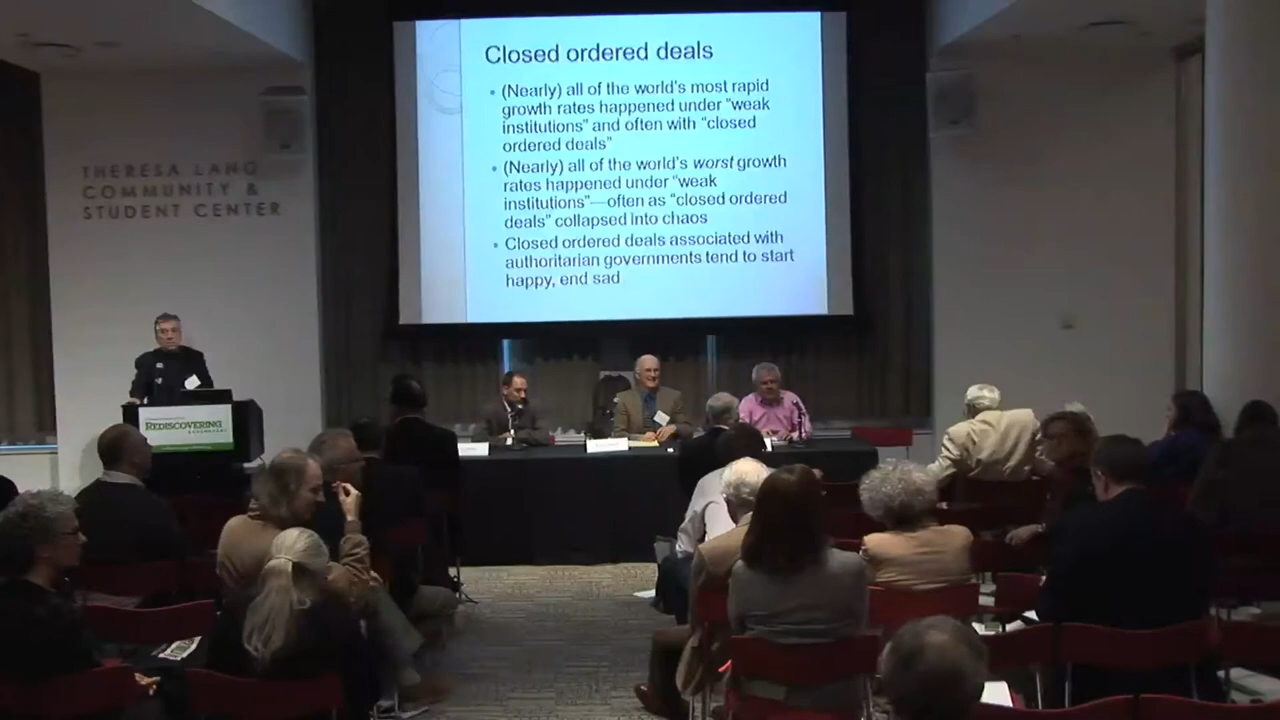 Closed ordered deals
• (Nearly) all of the world's most rapid
growth rates happened under "weak
institutions" and often with "closed
ordered deals"
• (Nearly) all of the world's worst growth
rates happened under "weak
institutions"—often as "closed ordered
deals" collapsed into chaos
• Closed ordered deals associated with
authoritarian governments tend to start
happy, end sad
THERESA LANG
COMMUNITY &
STUDENT CENTER
REDISCOVERING